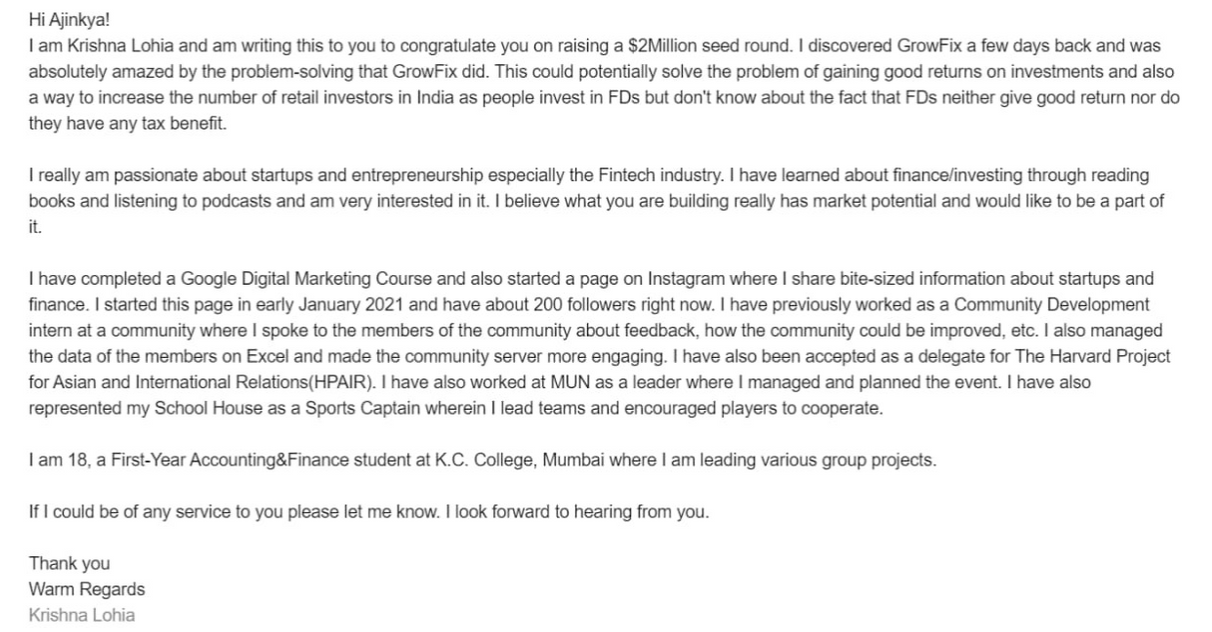 Hi Ajinkya!
I am Krishna Lohia and am writing this to you to congratulate you on raising a $2Million seed round. I discovered GrowFix a few days back and was
absolutely amazed by the problem-solving that GrowFix did. This could potentially solve the problem of gaining good returns on investments and also
a way to increase the number of retail investors in India as people invest in FDs but don't know about the fact that FDs neither give good return nor do
they have any tax benefit.
I really am passionate about startups and entrepreneurship especially the Fintech industry. I have learned about finance/investing through reading
books and listening to podcasts and am very interested in it. I believe what you are building really has market potential and would like to be a part of
it.
I have completed a Google Digital Marketing Course and also started a page on Instagram where I share bite-sized information about startups and
finance. I started this page in early January 2021 and have about 200 followers right now. I have previously worked as a Community Development
intern at a community where I spoke to the members of the community about feedback, how the community could be improved, etc. I also managed
the data of the members on Excel and made the community server more engaging. I have also been accepted as a delegate for The Harvard Project
for Asian and International Relations(HPAIR). I have also worked at MUN as a leader where I managed and planned the event. I have also
represented my School House as a Sports Captain wherein I lead teams and encouraged players to cooperate.
I am 18, a First-Year Accounting&Finance student at K.C. College, Mumbai where I am leading various group projects.
If I could be of any service to you please let me know. I look forward to hearing from you.
Thank you
Warm Regards
Krishna Lohia